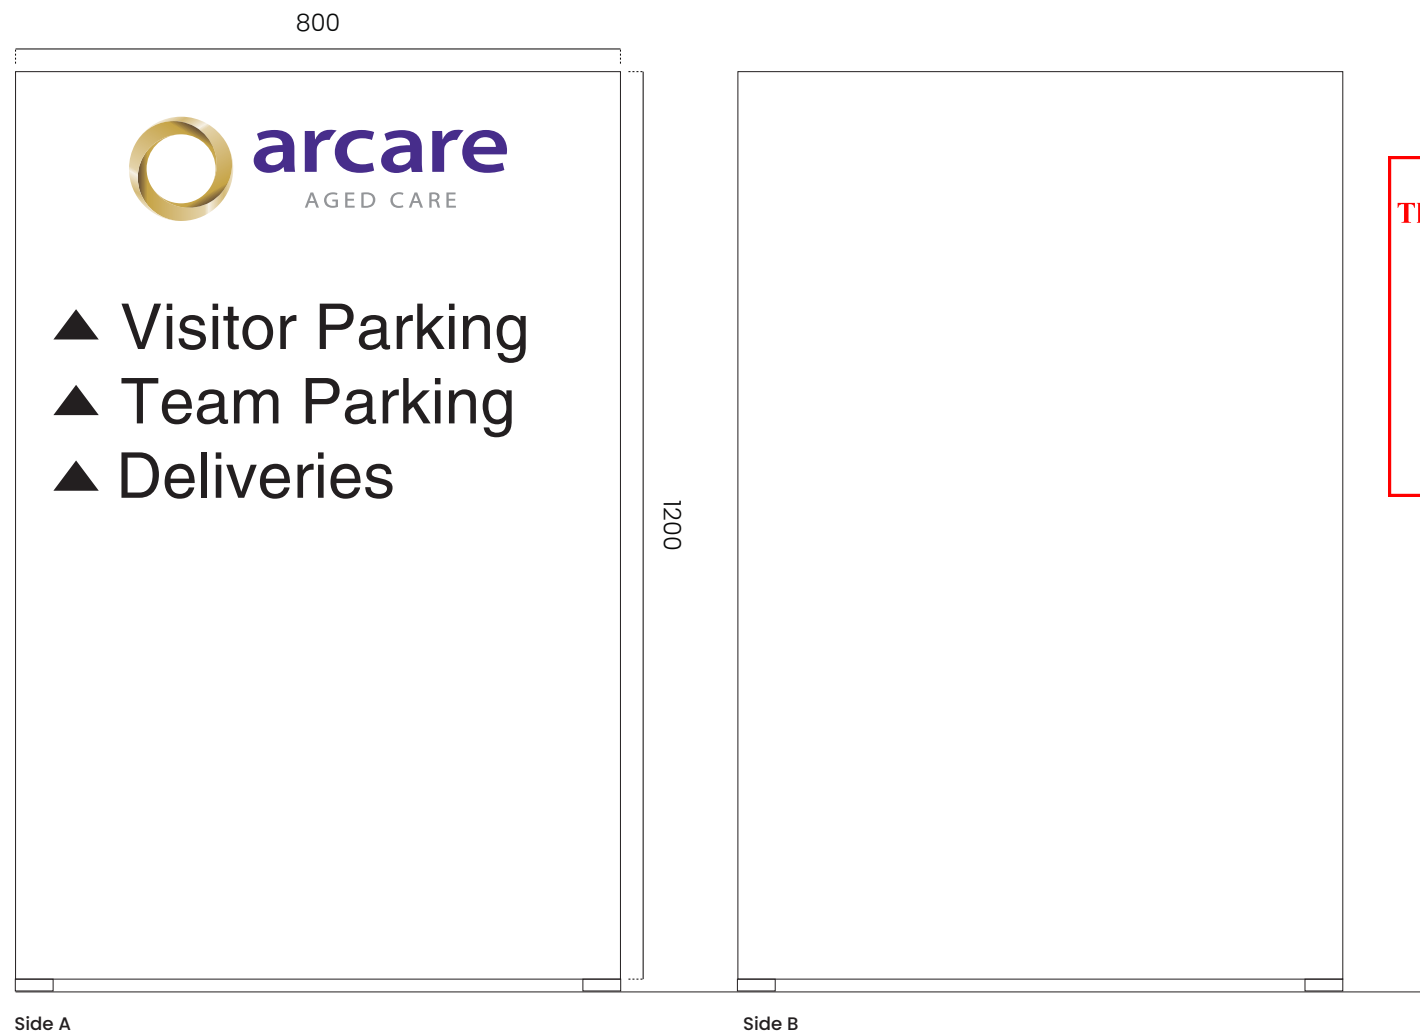 800
arcare
AGED CARE
Visitor Parking
Team Parking
Deliveries
1200
Side A
Side B